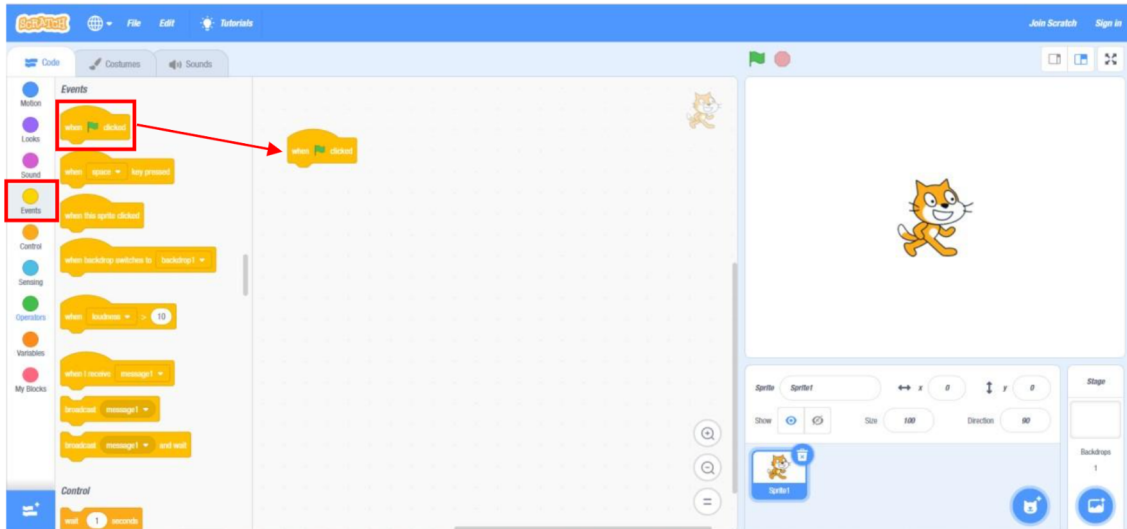 SCRATCH File Edit Tutorials Join Scratch Sign in
Code Costumes Sounds
Motion
Looks
Sound
Events
Control
Sensing
Operators
Variables
My Blocks
Events
when clicked
when space key pressed
when this sprite clicked
when backdrop switches to backdrop1
when loudness > 10
when I receive message1
broadcast message1
broadcast message1 and wait
Control
wait 1 seconds
when clicked
Sprite Sprite1 x 0 y 0
Show Size 100 Direction 90
Sprite1
Stage
Backdrops
1